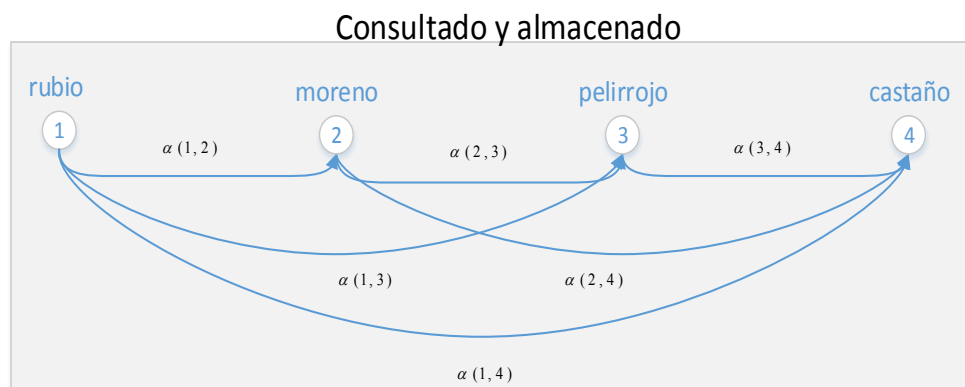 Consultado y almacenado
rubio
moreno
pelirrojo
castaño
1
2
3
4
α (1,2)
α (2,3)
α (3,4)
α (1,3)
α (2,4)
α (1,4)